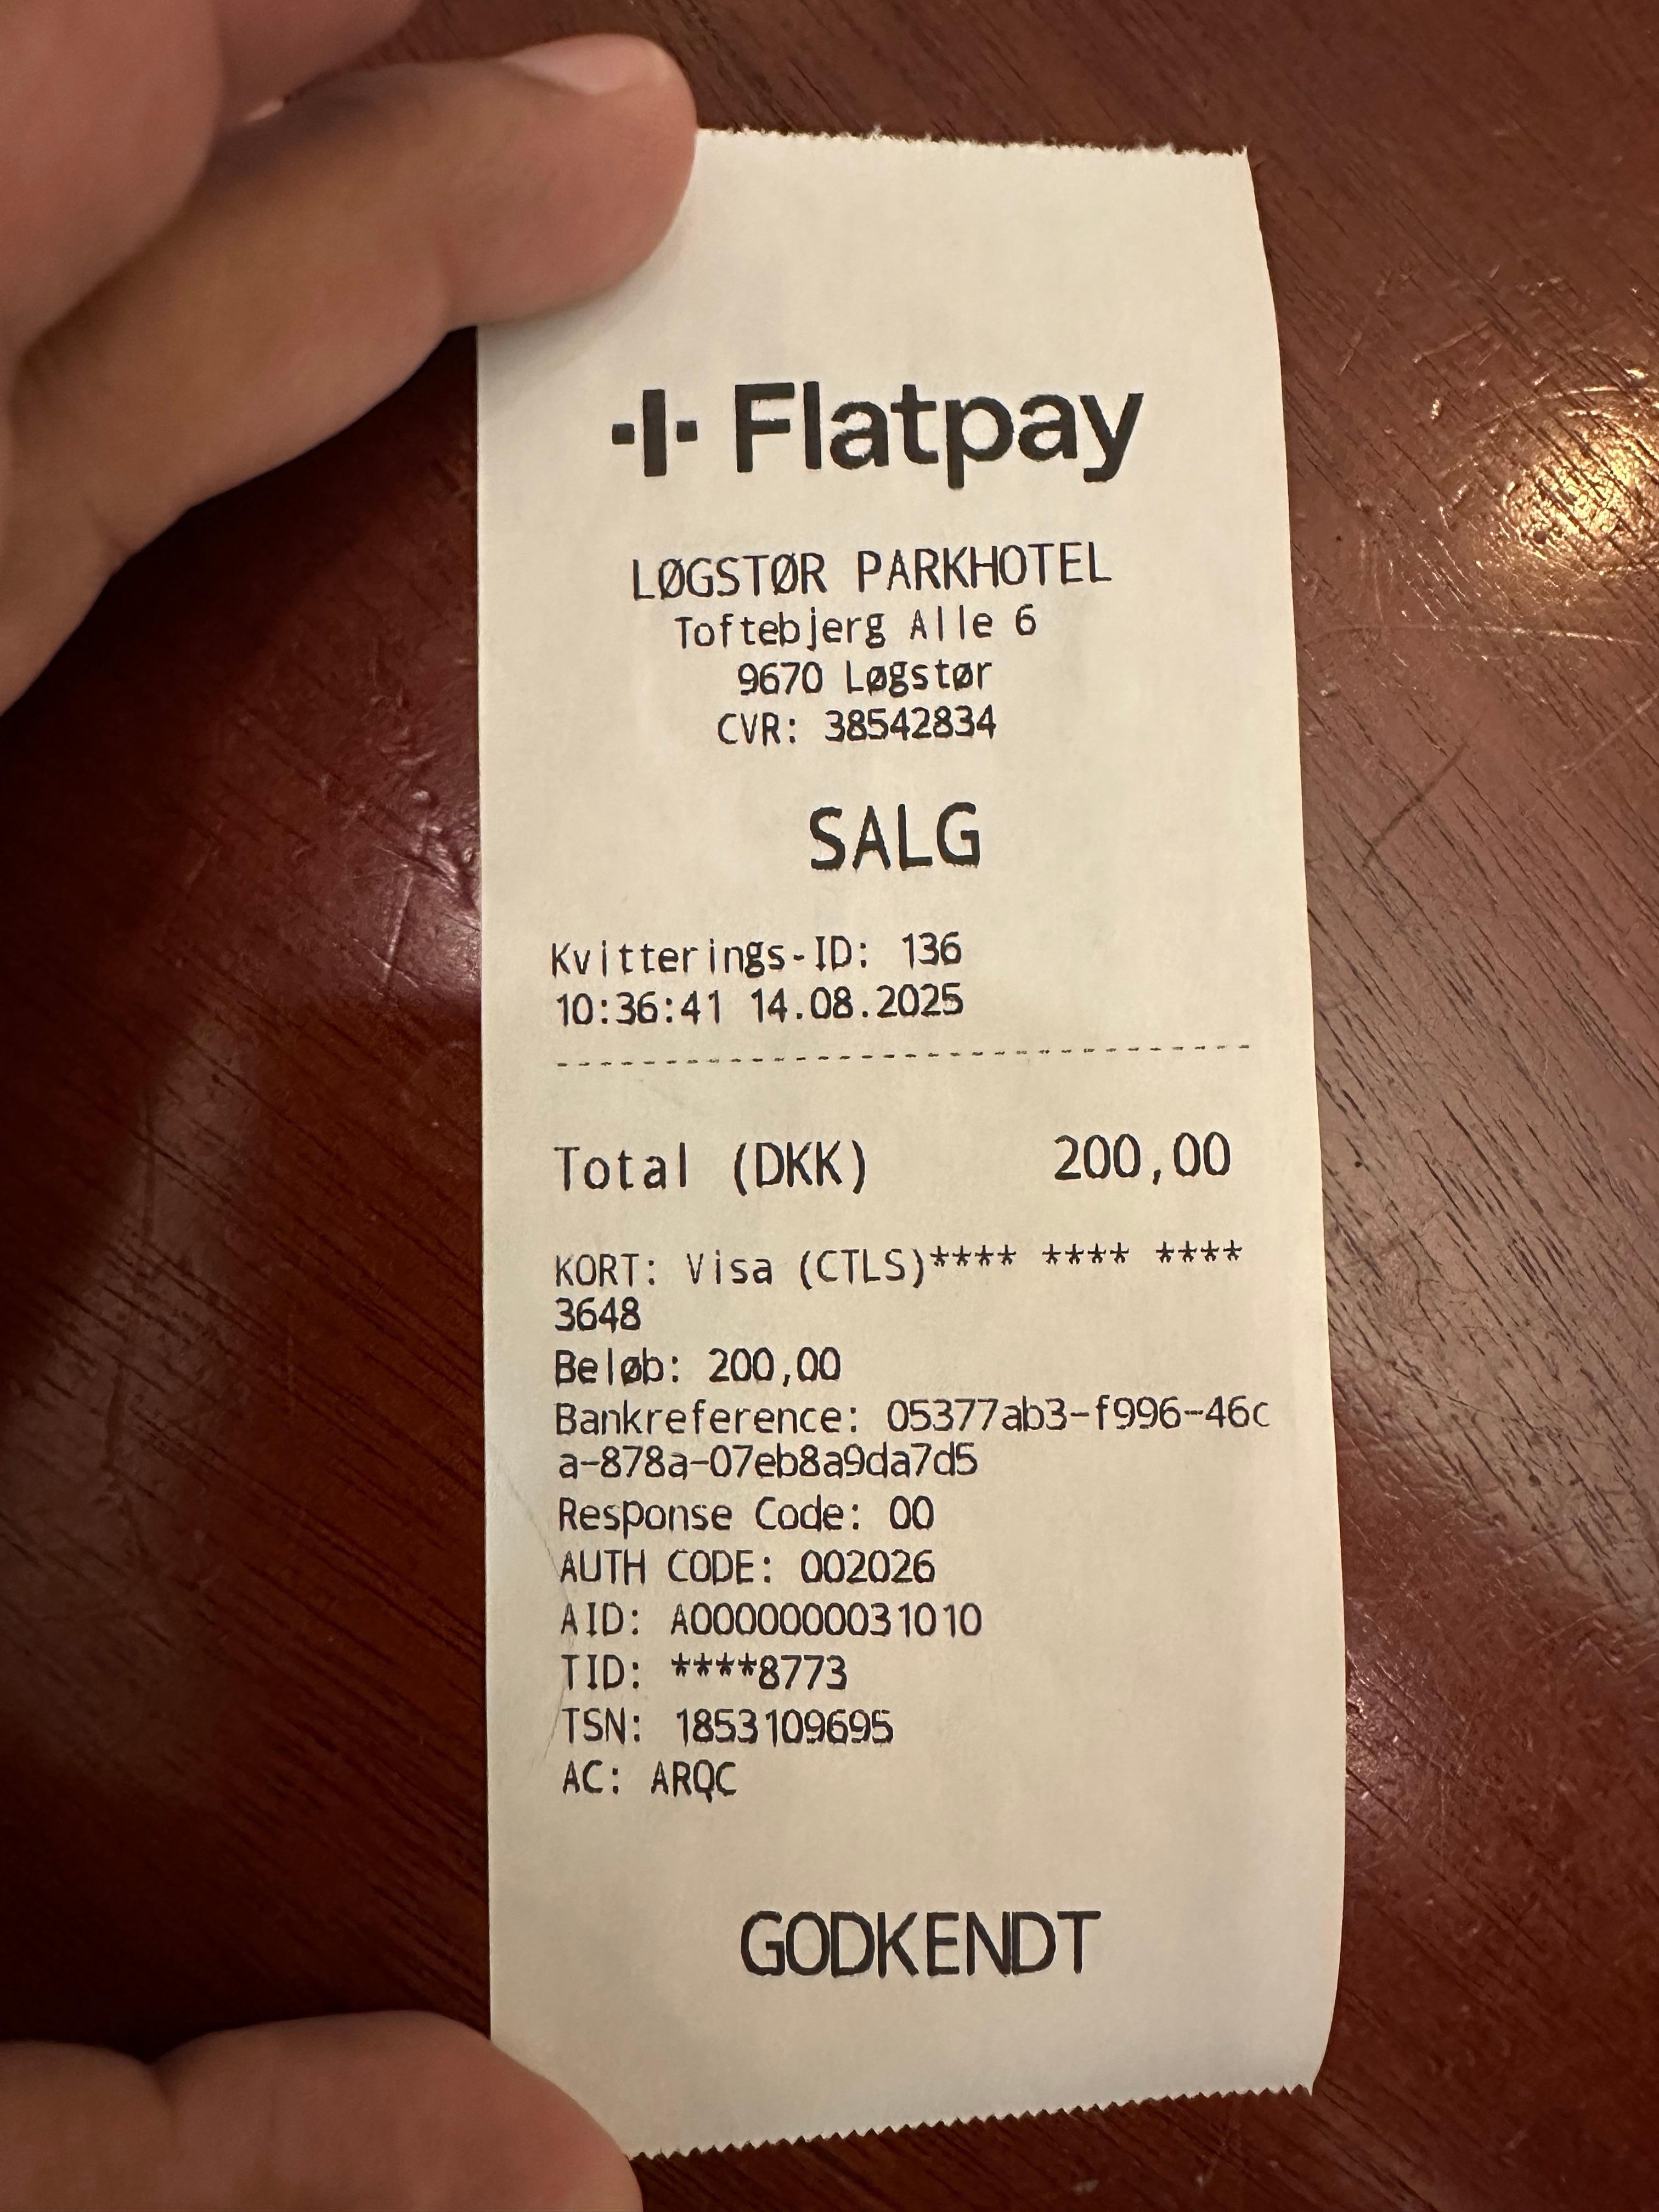 Flatpay
LØGSTØR PARKHOTEL
Toftebjerg Alle 6
9670 Løgstør
CVR: 38542834
SALG
Kvitterings-ID: 136
10:36:41 14.08.2025
--------------------------------
Total (DKK) 200,00
KORT: Visa (CTLS)**** **** ****
3648
Beløb: 200,00
Bankreference: 05377ab3-f996-46c
a-878a-07eb8a9da7d5
Response Code: 00
AUTH CODE: 002026
AID: A0000000031010
TID: ****8773
TSN: 1853109695
AC: ARQC
GODKENDT